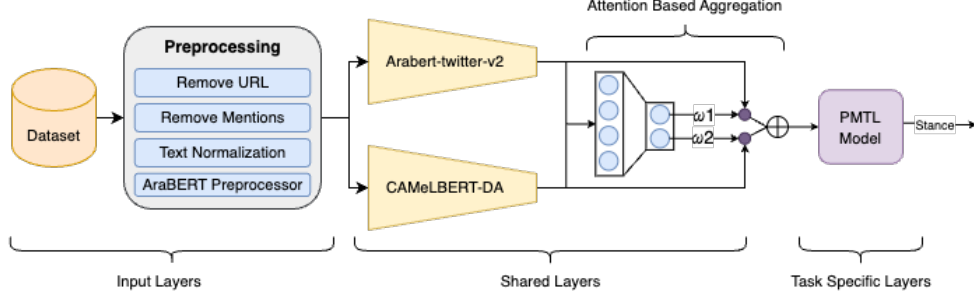 Attention Based Aggregation
Preprocessing
Remove URL
Remove Mentions
Text Normalization
AraBERT Preprocessor
Dataset
Arabert-twitter-v2
CAMeLBERT-DA
ω1
ω2
PMTL
Model
Stance
Input Layers
Shared Layers
Task Specific Layers